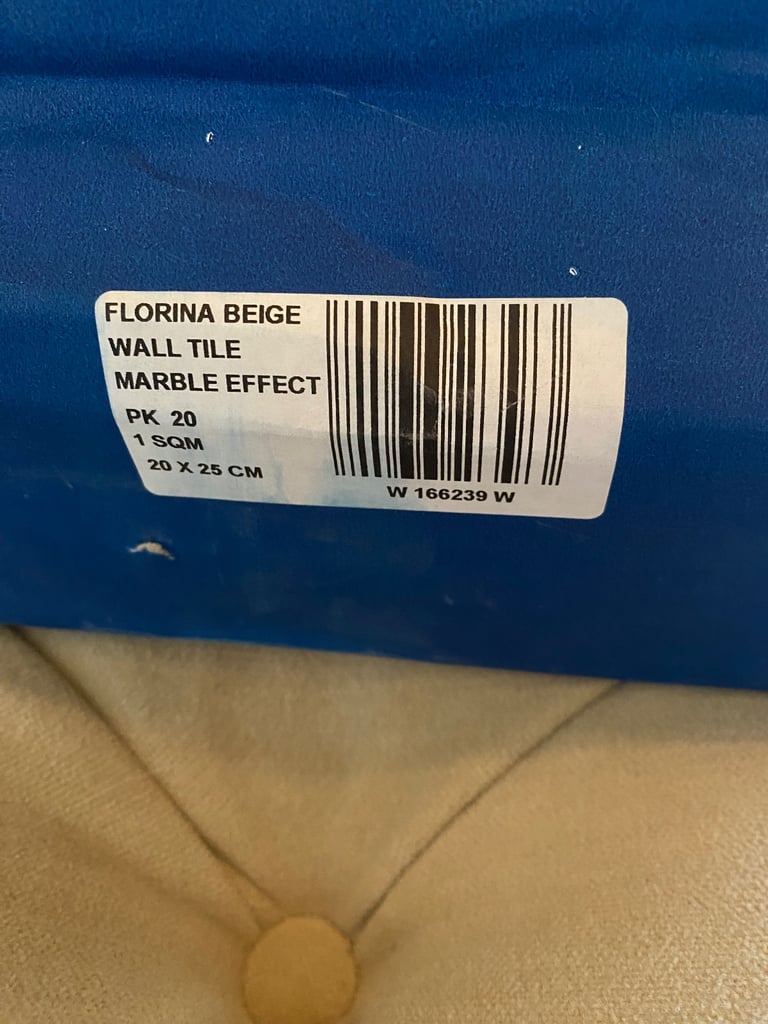 FLORINA BEIGE
WALL TILE
MARBLE EFFECT
PK 20
1 SQM
20 X 25 CM
W 166239 W